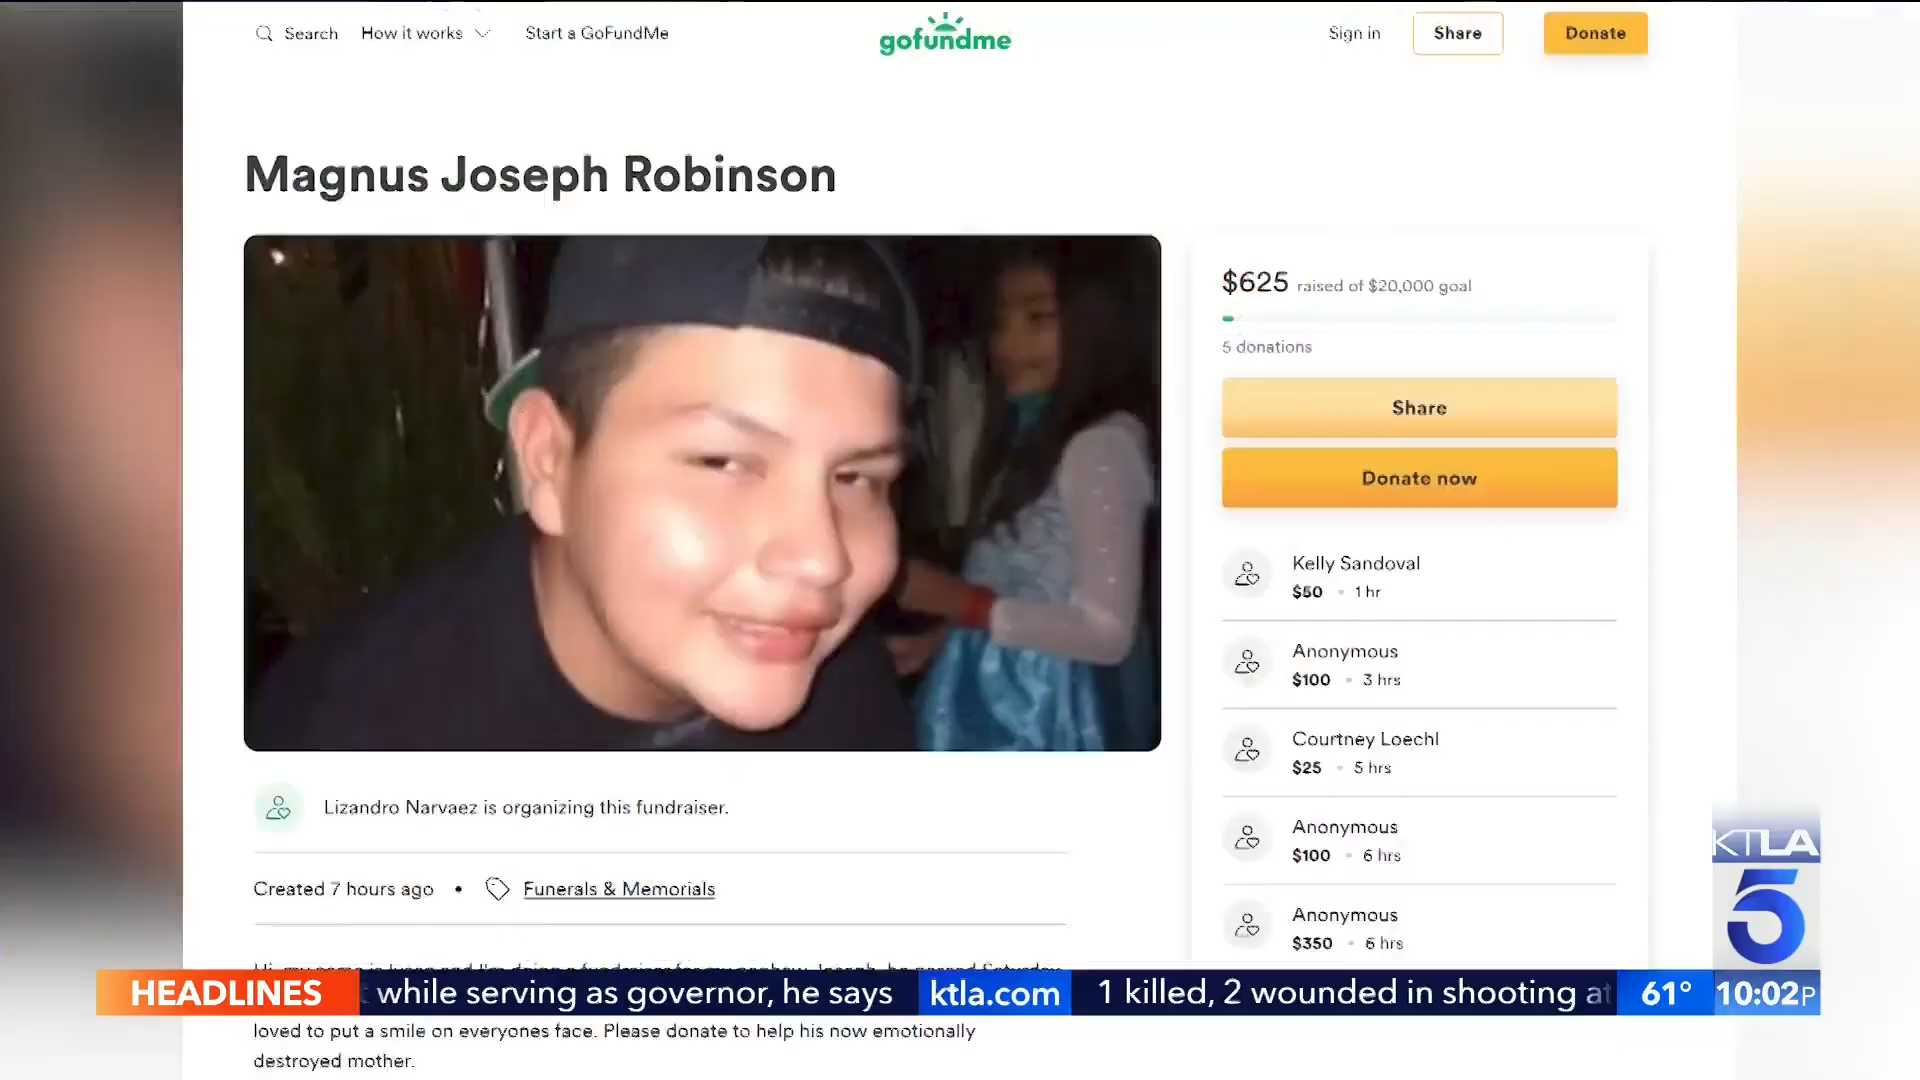 Search How it works Start a GoFundMe gofundme Sign in Share Donate
Magnus Joseph Robinson
$625 raised of $20,000 goal
5 donations
Share
Donate now
Kelly Sandoval
$50 • 1 hr
Anonymous
$100 • 3 hrs
Courtney Loechl
$25 • 5 hrs
Anonymous
$100 • 6 hrs
Anonymous
$350 • 6 hrs
Lizandro Narvaez is organizing this fundraiser.
Created 7 hours ago • Funerals & Memorials
loved to put a smile on everyones face. Please donate to help his now emotionally
destroyed mother.
KTLA
5
HEADLINES while serving as governor, he says ktla.com 1 killed, 2 wounded in shooting 61° 10:02P